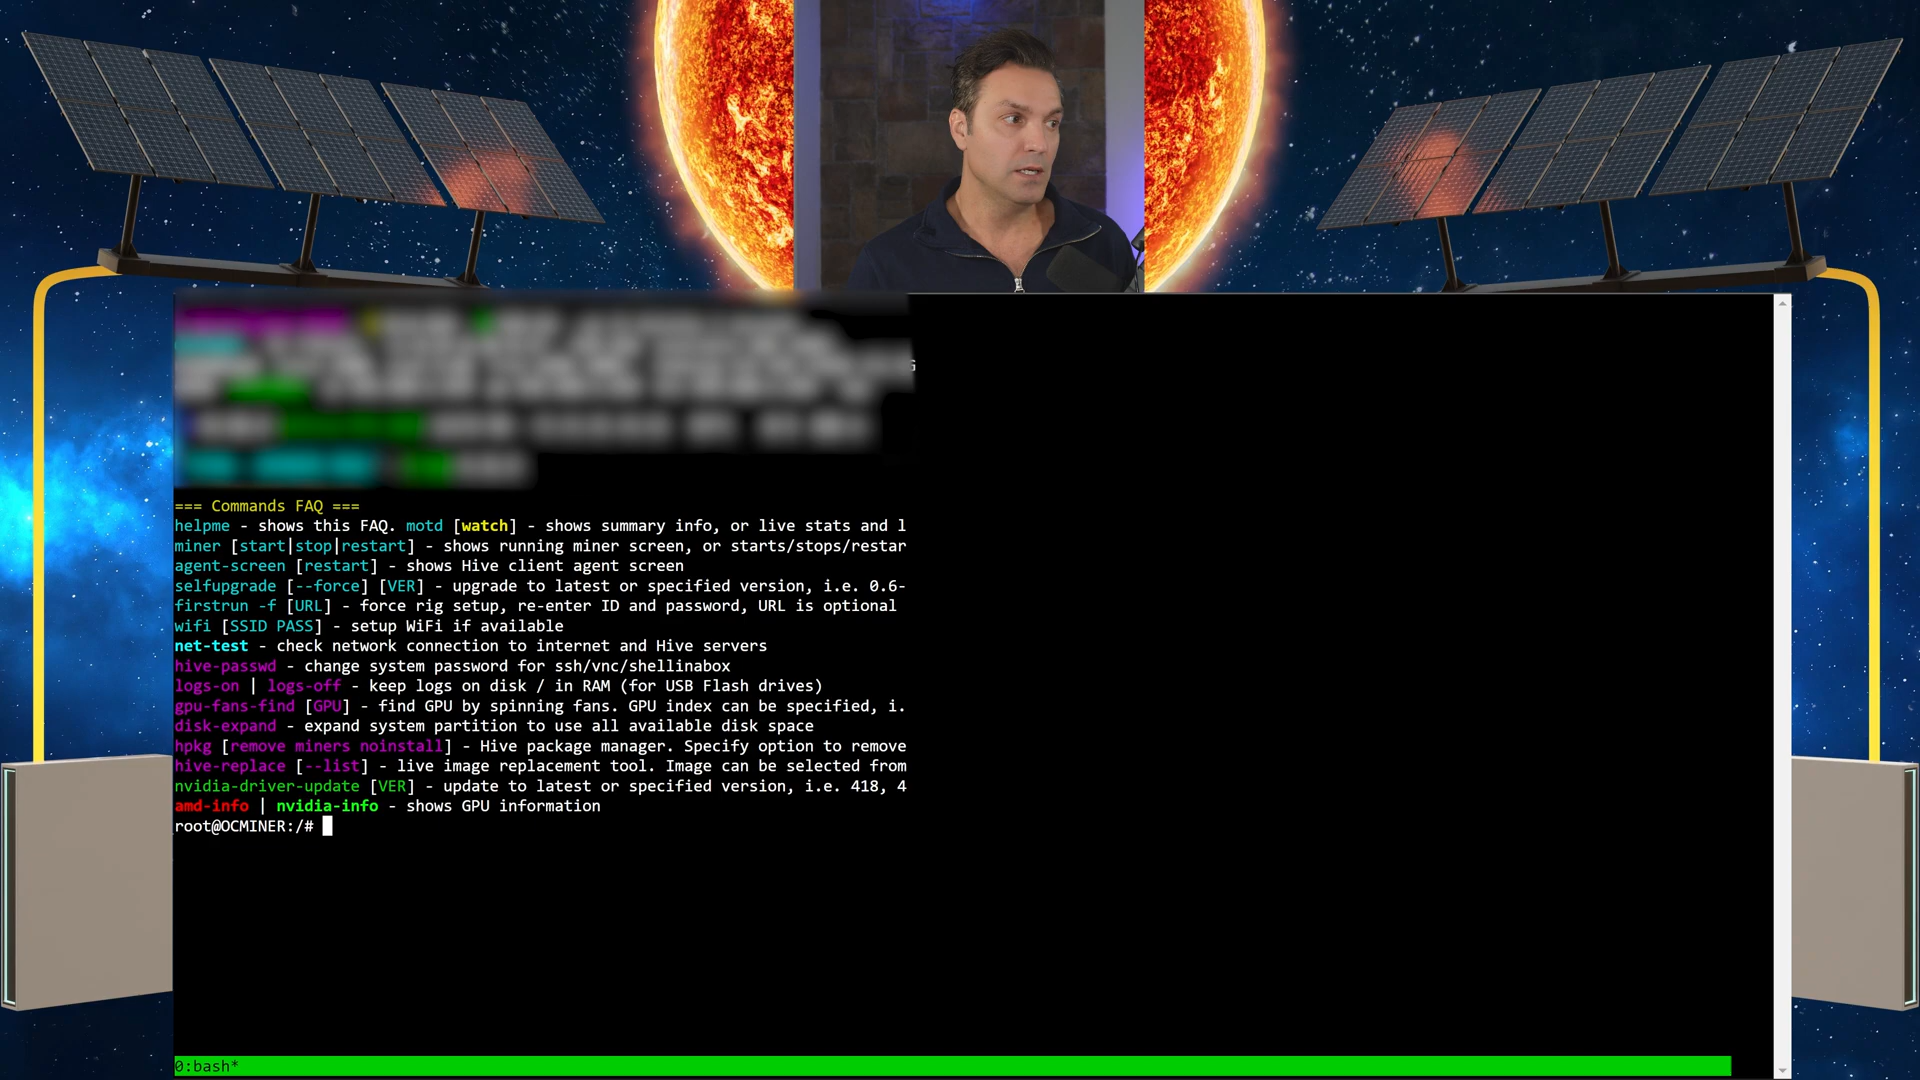 === Commands FAQ ===
helpme - shows this FAQ. motd [watch] - shows summary info, or live stats and l
miner [start|stop|restart] - shows running miner screen, or starts/stops/restar
agent-screen [restart] - shows Hive client agent screen
selfupgrade [--force] [VER] - upgrade to latest or specified version, i.e. 0.6-
firstrun -f [URL] - force rig setup, re-enter ID and password, URL is optional
wifi [SSID PASS] - setup WiFi if available
net-test - check network connection to internet and Hive servers
hive-passwd - change system password for ssh/vnc/shellinabox
logs-on | logs-off - keep logs on disk / in RAM (for USB Flash drives)
gpu-fans-find [GPU] - find GPU by spinning fans. GPU index can be specified, i.
disk-expand - expand system partition to use all available disk space
hpkg [remove miners noinstall] - Hive package manager. Specify option to remove
hive-replace [--list] - live image replacement tool. Image can be selected from
nvidia-driver-update [VER] - update to latest or specified version, i.e. 418, 4
amd-info | nvidia-info - shows GPU information
root@OCMINER:/#
0:bash*